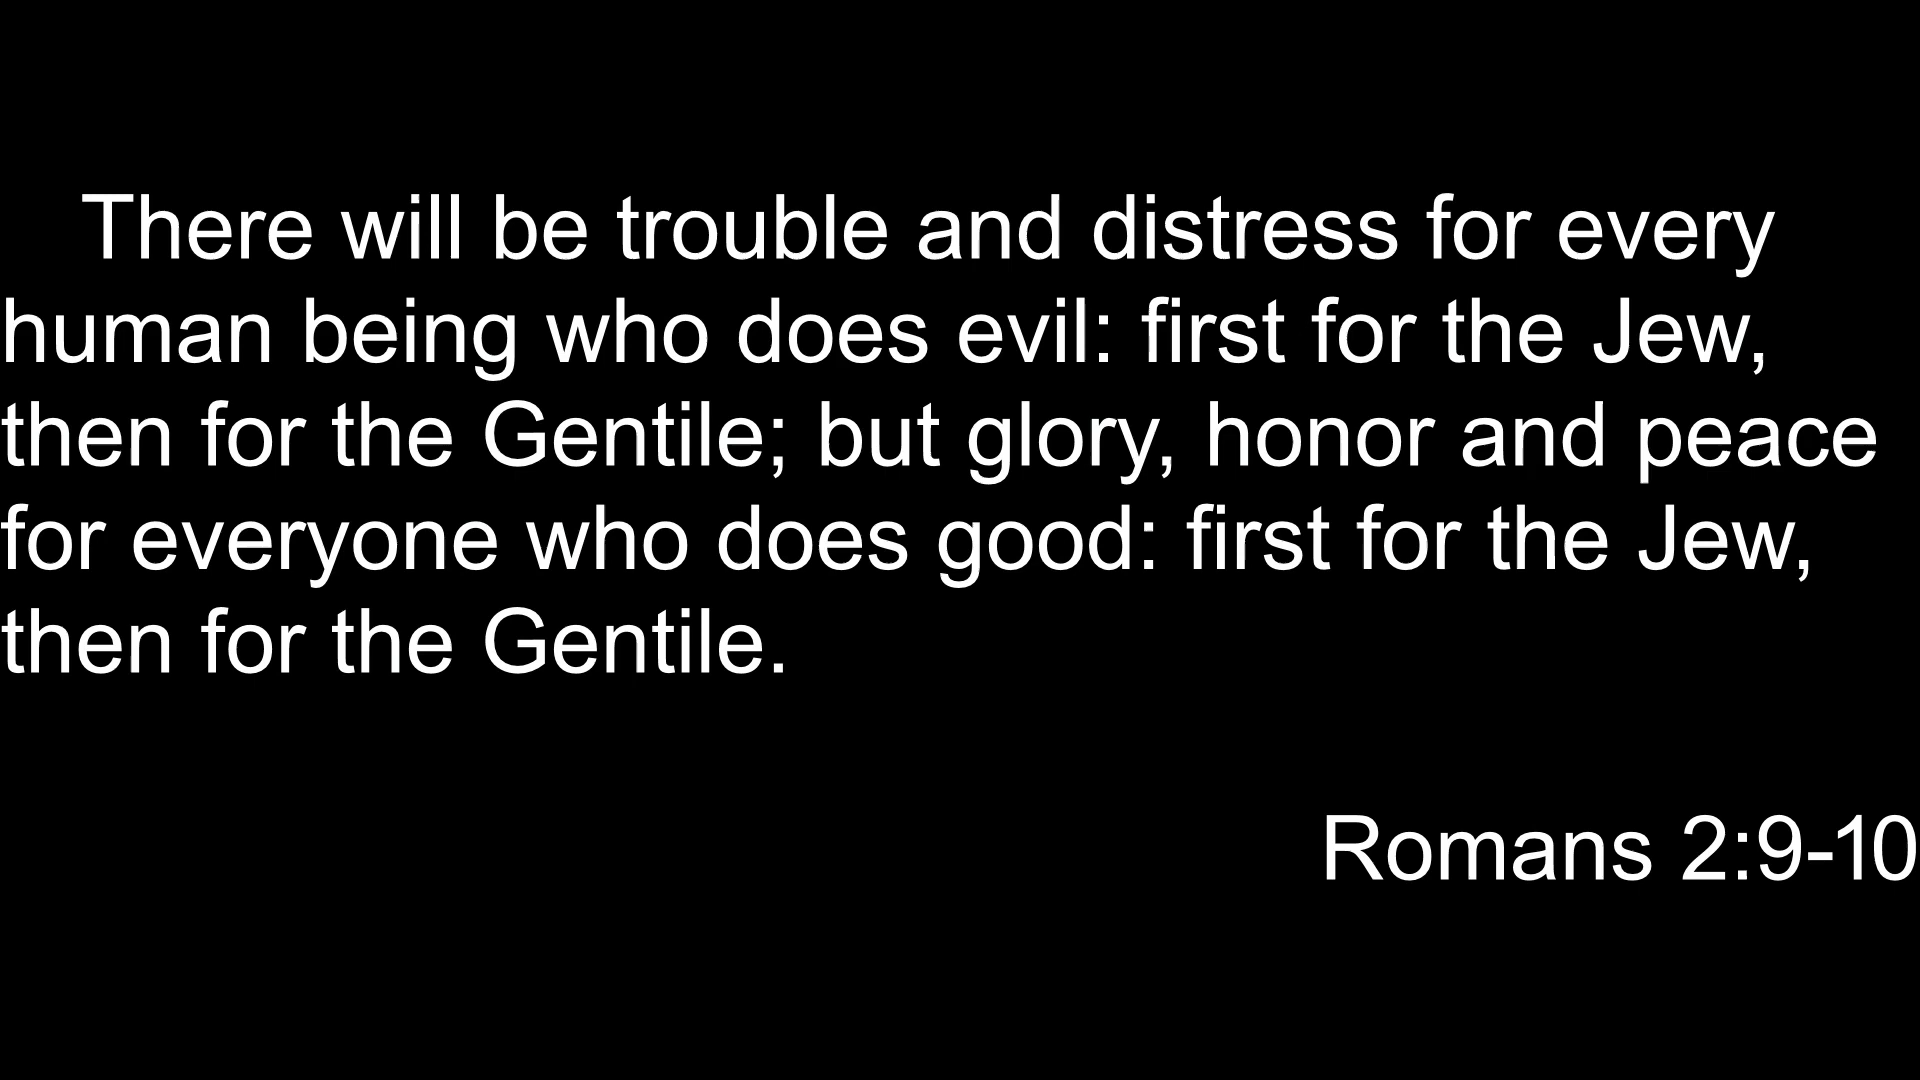 There will be trouble and distress for every
human being who does evil: first for the Jew,
then for the Gentile; but glory, honor and peace
for everyone who does good: first for the Jew,
then for the Gentile.
Romans 2:9-10